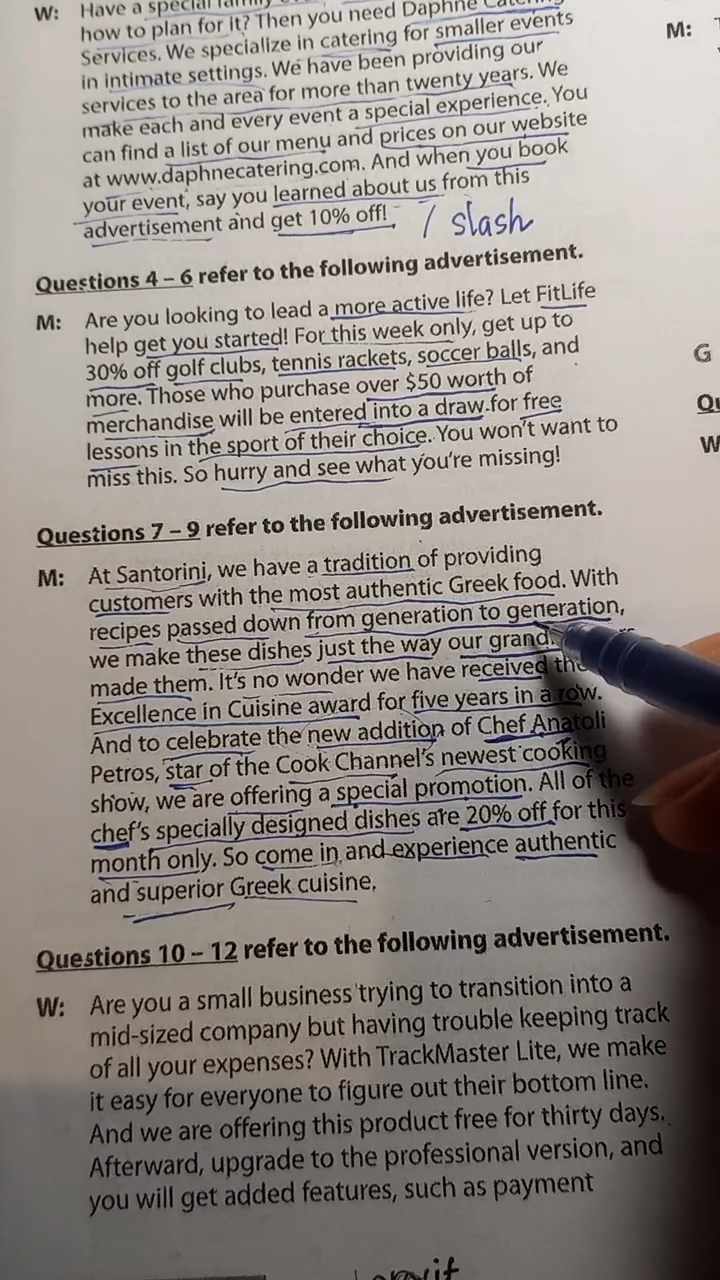 W: Have a special family
how to plan for it? Then you need Daphne Catering
Services. We specialize in catering for smaller events
in intimate settings. We have been providing our
services to the area for more than twenty years. We
make each and every event a special experience. You
can find a list of our menu and prices on our website
at www.daphnecatering.com. And when you book
your event, say you learned about us from this
advertisement and get 10% off!
/ slash
Questions 4 – 6 refer to the following advertisement.
M: Are you looking to lead a more active life? Let FitLife
help get you started! For this week only, get up to
30% off golf clubs, tennis rackets, soccer balls, and
more. Those who purchase over $50 worth of
merchandise will be entered into a draw for free
lessons in the sport of their choice. You won't want to
miss this. So hurry and see what you're missing!
Questions 7 – 9 refer to the following advertisement.
M: At Santorini, we have a tradition of providing
customers with the most authentic Greek food. With
recipes passed down from generation to generation,
we make these dishes just the way our grand
made them. It's no wonder we have received the
Excellence in Cuisine award for five years in a row.
And to celebrate the new addition of Chef Anatoli
Petros, star of the Cook Channel's newest cooking
show, we are offering a special promotion. All of the
chef's specially designed dishes are 20% off for this
month only. So come in and experience authentic
and superior Greek cuisine.
Questions 10 – 12 refer to the following advertisement.
W: Are you a small business trying to transition into a
mid-sized company but having trouble keeping track
of all your expenses? With TrackMaster Lite, we make
it easy for everyone to figure out their bottom line.
And we are offering this product free for thirty days.
Afterward, upgrade to the professional version, and
you will get added features, such as payment
M:
G
Qu
W